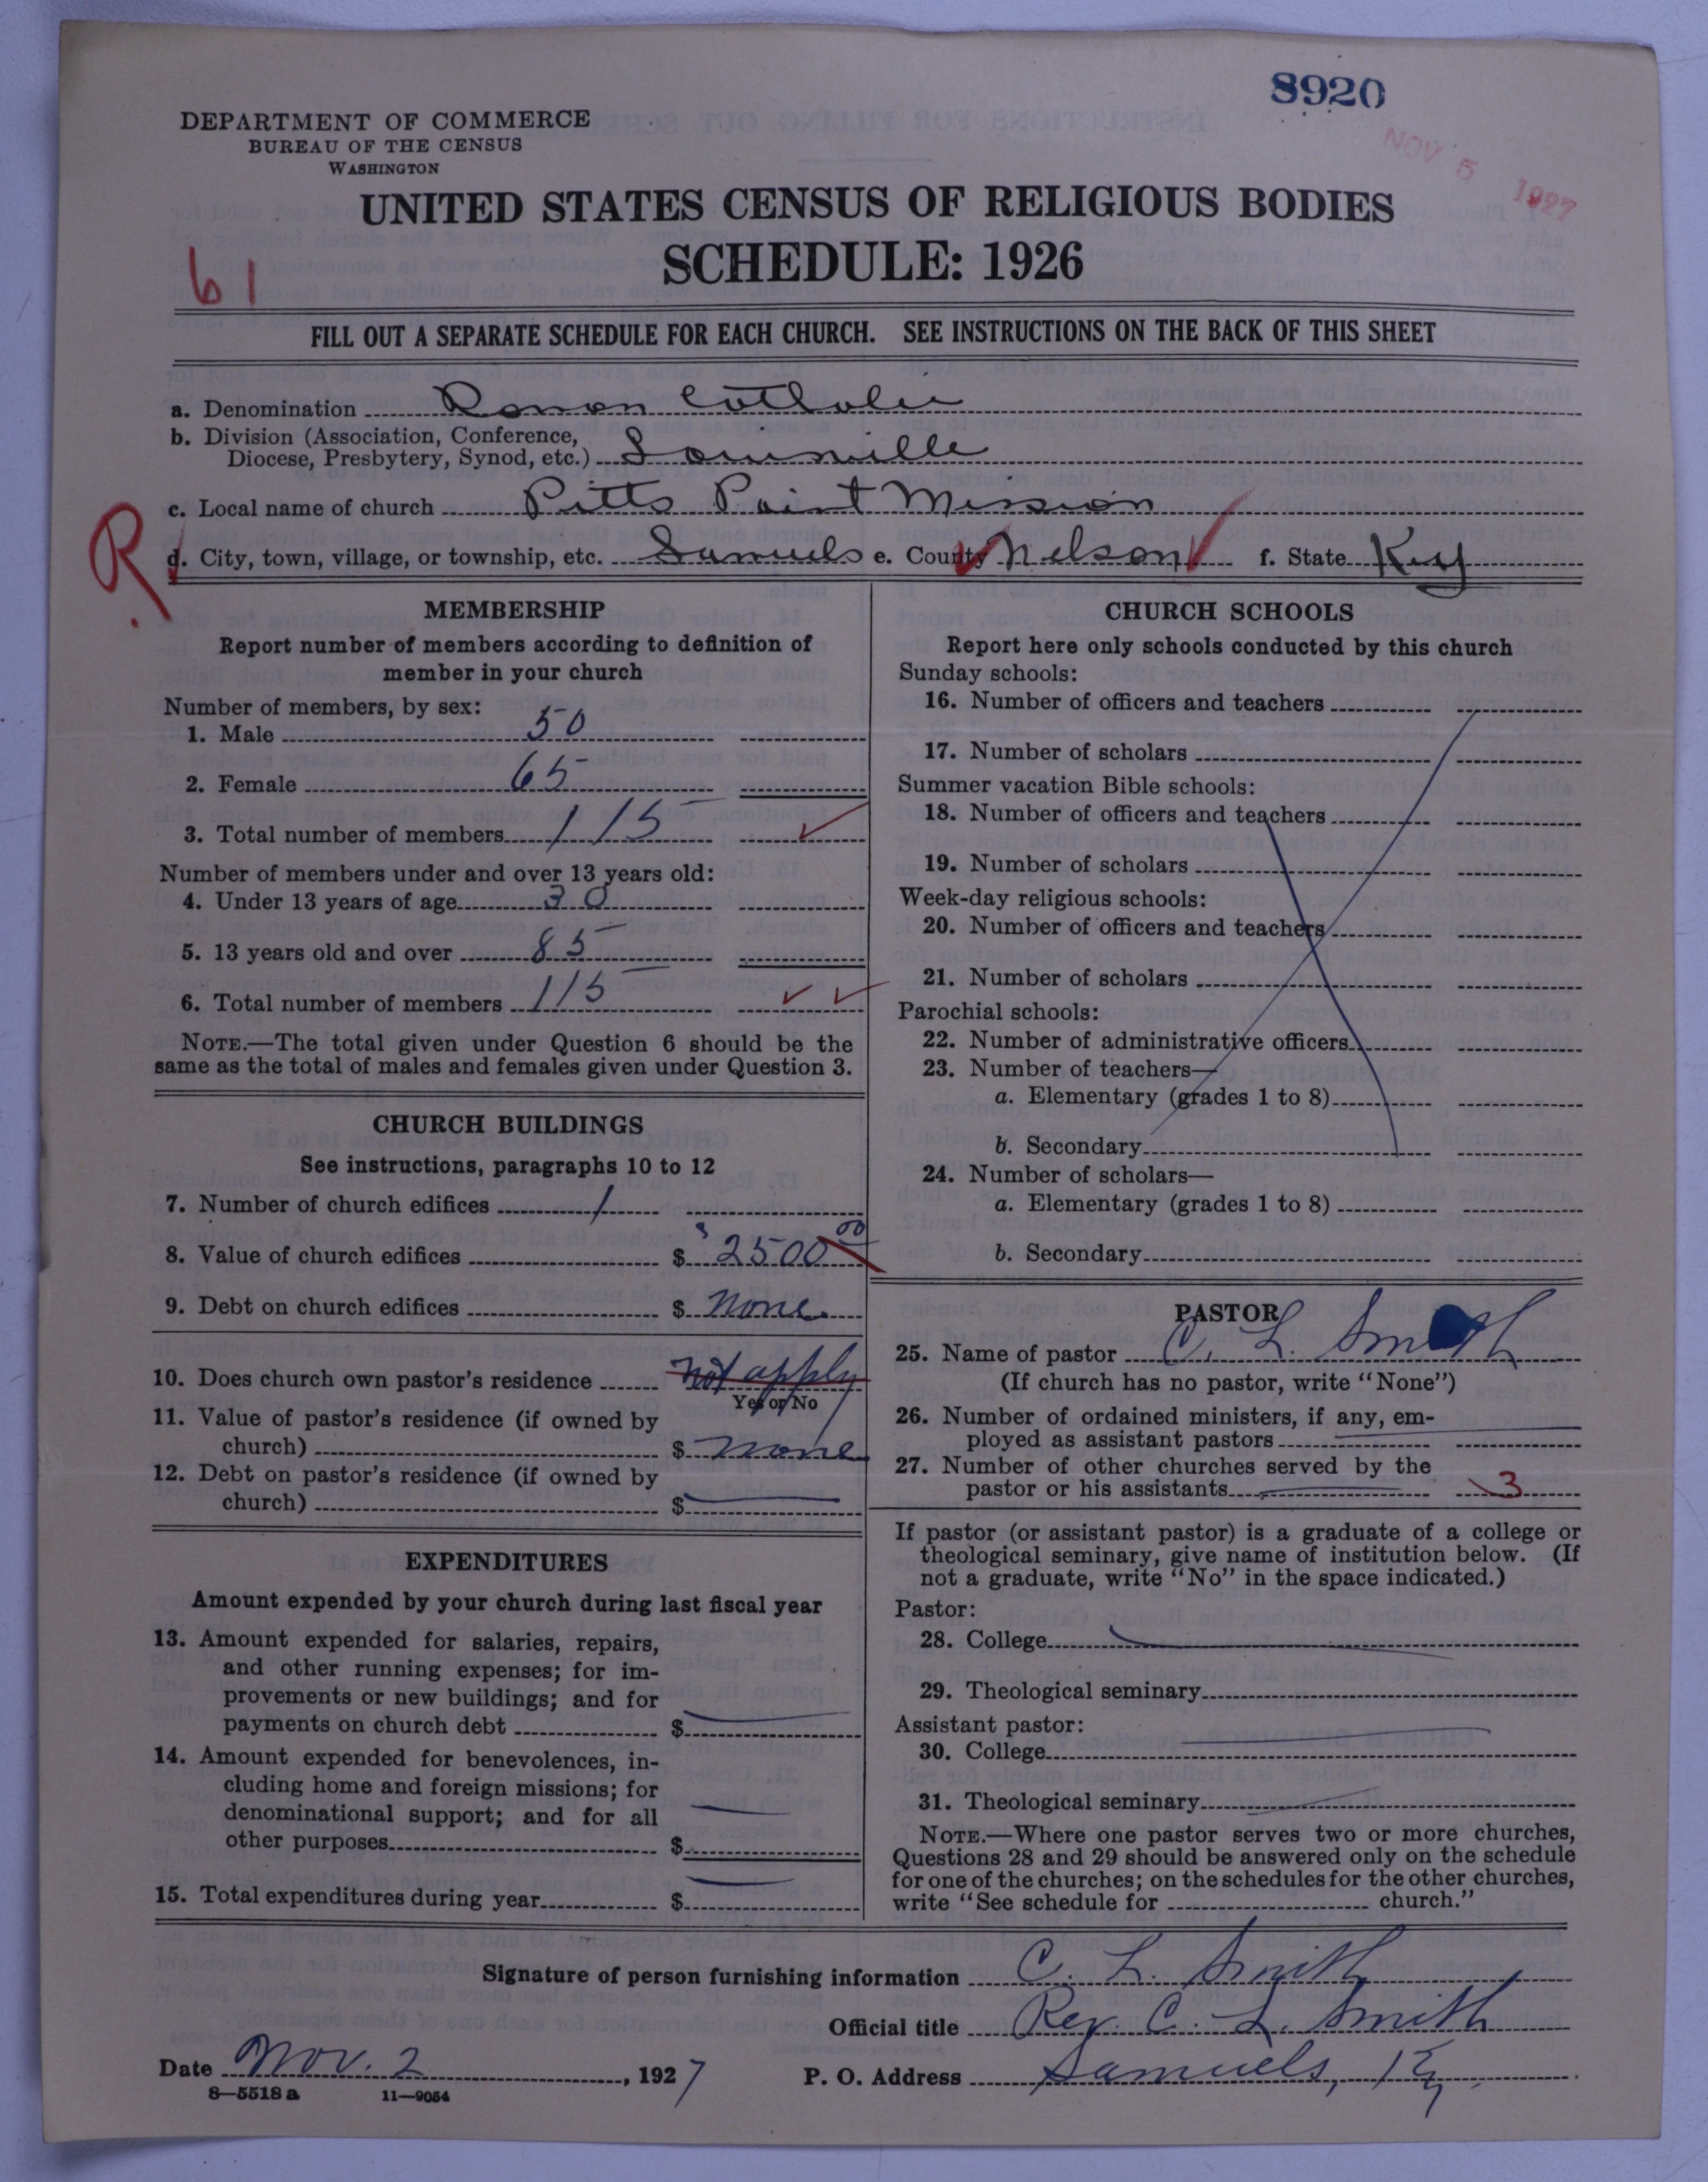 8920
NOV 5 1927
DEPARTMENT OF COMMERCE
BUREAU OF THE CENSUS
WASHINGTON
UNITED STATES CENSUS OF RELIGIOUS BODIES
SCHEDULE: 1926
61
FILL OUT A SEPARATE SCHEDULE FOR EACH CHURCH. SEE INSTRUCTIONS ON THE BACK OF THIS SHEET
a. Denomination Roman Catholic
b. Division (Association, Conference,
Diocese, Presbytery, Synod, etc.) Louisville
c. Local name of church Pitts Point Mission
R
d. City, town, village, or township, etc. Samuels e. County Nelson f. State Ky
MEMBERSHIP
Report number of members according to definition of
member in your church
Number of members, by sex:
1. Male 50
2. Female 65
3. Total number of members 115
Number of members under and over 13 years old:
4. Under 13 years of age 30
5. 13 years old and over 85
6. Total number of members 115
NOTE.—The total given under Question 6 should be the
same as the total of males and females given under Question 3.
CHURCH BUILDINGS
See instructions, paragraphs 10 to 12
7. Number of church edifices 1
8. Value of church edifices $ $2500 00
9. Debt on church edifices $ None
10. Does church own pastor's residence not apply
Yes or No
11. Value of pastor's residence (if owned by
church) $ none
12. Debt on pastor's residence (if owned by
church) $
EXPENDITURES
Amount expended by your church during last fiscal year
13. Amount expended for salaries, repairs,
and other running expenses; for im-
provements or new buildings; and for
payments on church debt $
14. Amount expended for benevolences, in-
cluding home and foreign missions; for
denominational support; and for all
other purposes $
15. Total expenditures during year $
CHURCH SCHOOLS
Report here only schools conducted by this church
Sunday schools:
16. Number of officers and teachers
17. Number of scholars
Summer vacation Bible schools:
18. Number of officers and teachers
19. Number of scholars
Week-day religious schools:
20. Number of officers and teachers
21. Number of scholars
Parochial schools:
22. Number of administrative officers
23. Number of teachers—
a. Elementary (grades 1 to 8)
b. Secondary
24. Number of scholars—
a. Elementary (grades 1 to 8)
b. Secondary
PASTOR
25. Name of pastor C. L. Smith
(If church has no pastor, write "None")
26. Number of ordained ministers, if any, em-
ployed as assistant pastors
27. Number of other churches served by the
pastor or his assistants 3
If pastor (or assistant pastor) is a graduate of a college or
theological seminary, give name of institution below. (If
not a graduate, write "No" in the space indicated.)
Pastor:
28. College
29. Theological seminary
Assistant pastor:
30. College
31. Theological seminary
NOTE.—Where one pastor serves two or more churches,
Questions 28 and 29 should be answered only on the schedule
for one of the churches; on the schedules for the other churches,
write "See schedule for church."
Signature of person furnishing information C. L. Smith
Official title Rev. C. L. Smith
Date Nov. 2, 1927 P. O. Address Samuels, Ky.
8—5518 a 11—9054